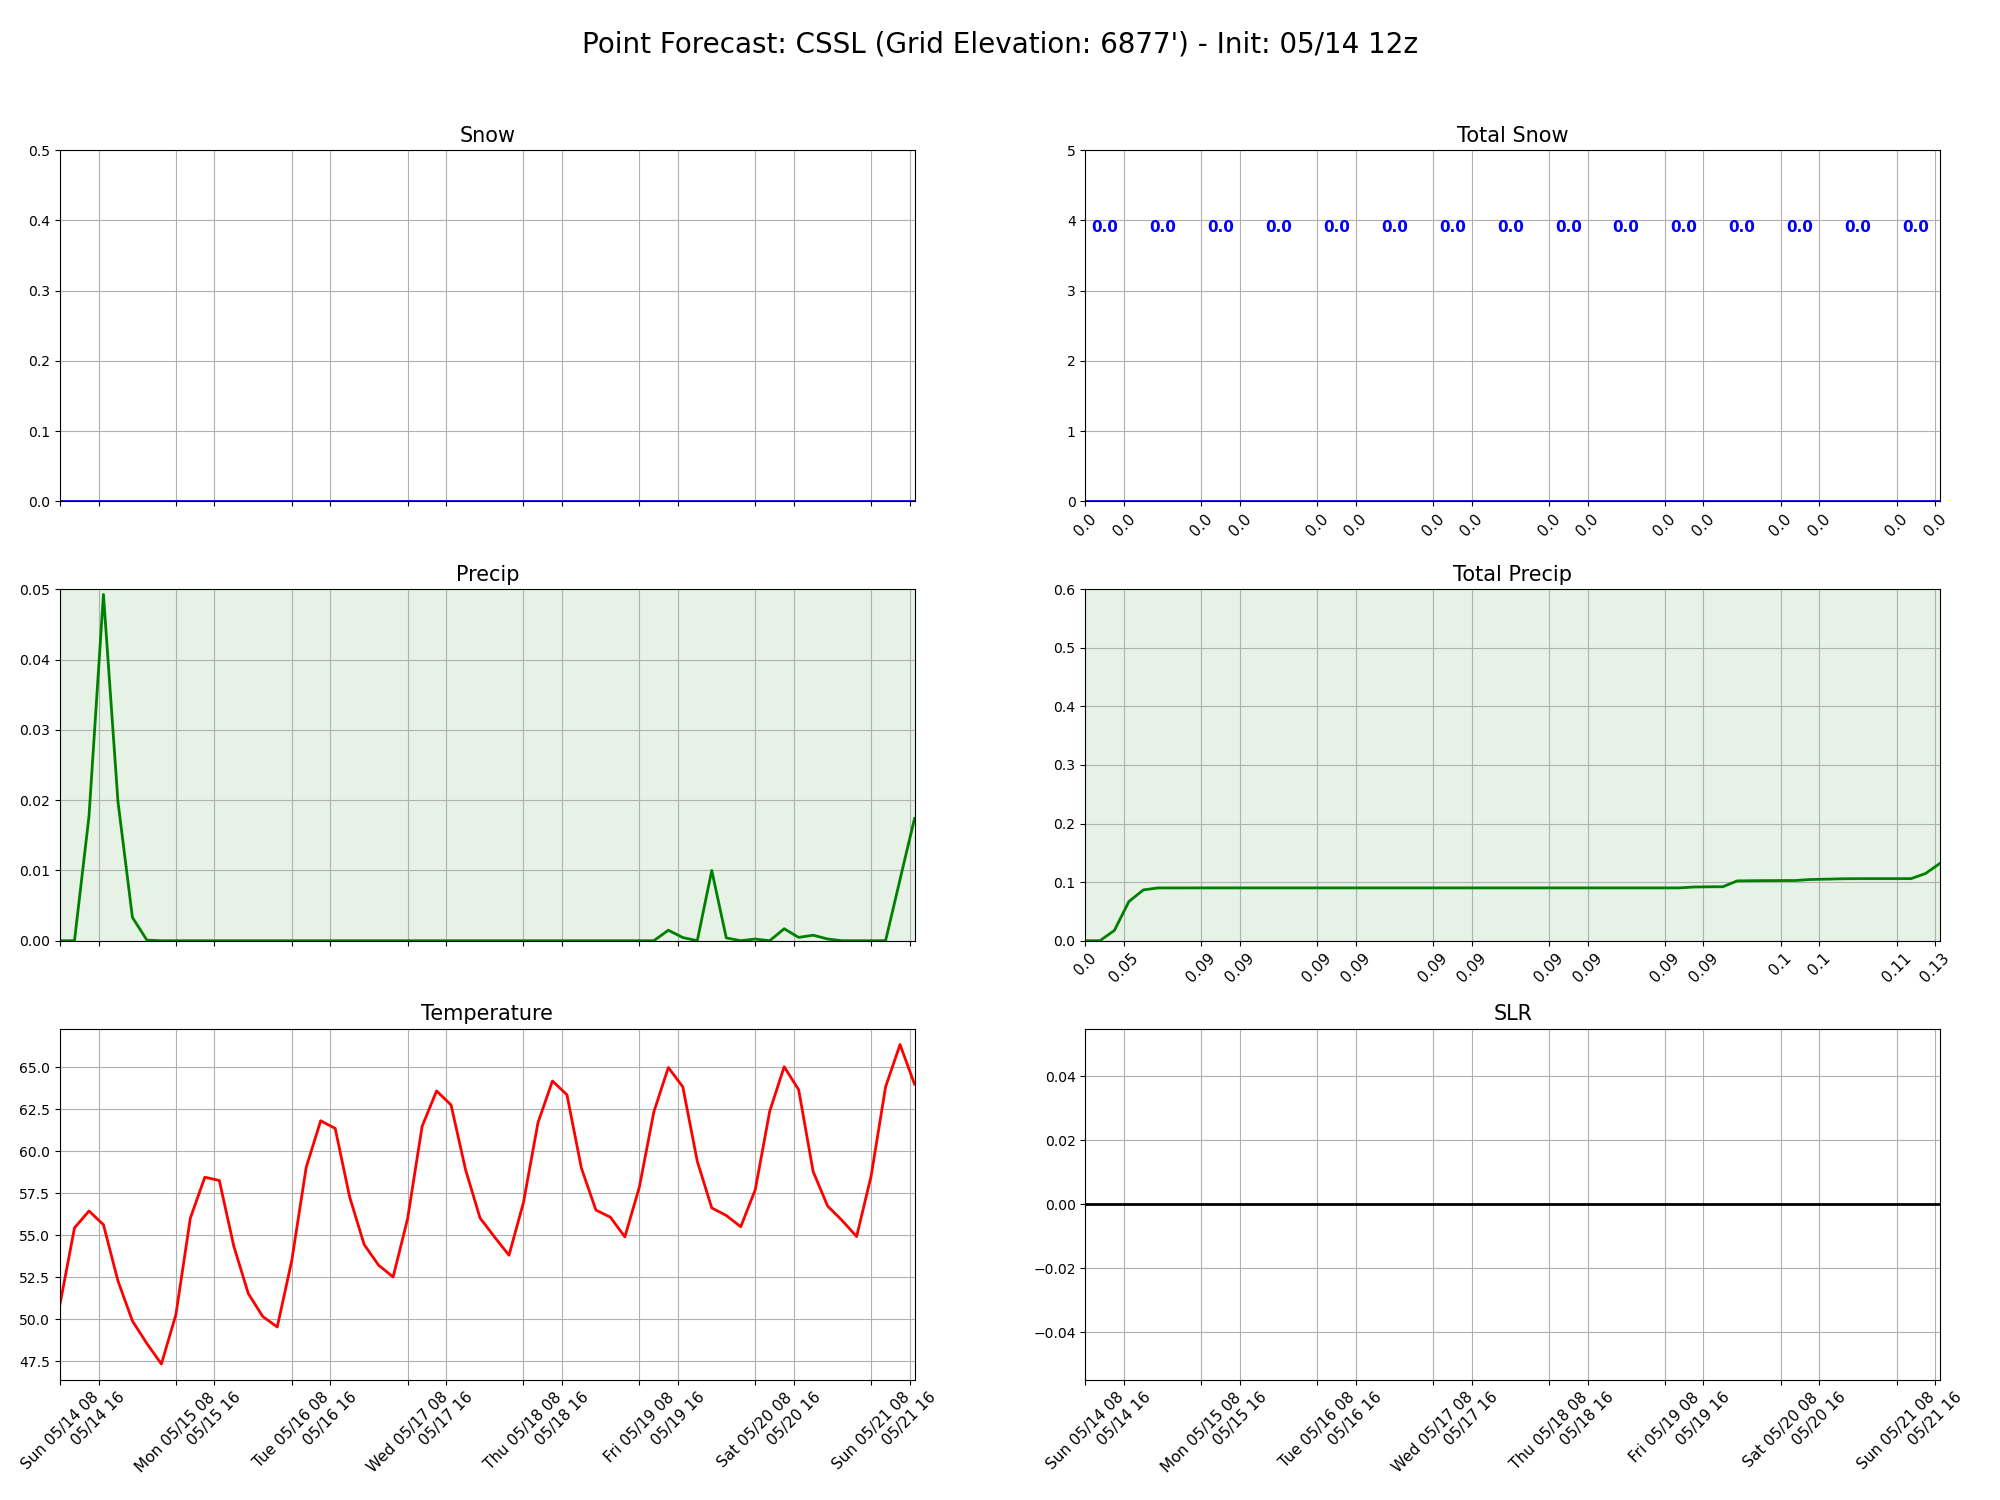 Point Forecast: CSSL (Grid Elevation: 6877') - Init: 05/14 12z
Snow
0.5
0.4
0.3
0.2
0.1
0.0
Total Snow
5
4
3
2
1
0
0.0 0.0 0.0 0.0 0.0 0.0 0.0 0.0 0.0 0.0 0.0 0.0 0.0 0.0 0.0
0.0 0.0 0.0 0.0 0.0 0.0 0.0 0.0 0.0 0.0 0.0 0.0 0.0 0.0 0.0 0.0
Precip
0.05
0.04
0.03
0.02
0.01
0.00
Total Precip
0.6
0.5
0.4
0.3
0.2
0.1
0.0
0.0 0.05 0.09 0.09 0.09 0.09 0.09 0.09 0.09 0.09 0.09 0.09 0.1 0.1 0.11 0.13
Temperature
65.0
62.5
60.0
57.5
55.0
52.5
50.0
47.5
Sun 05/14 08
05/14 16
Mon 05/15 08
05/15 16
Tue 05/16 08
05/16 16
Wed 05/17 08
05/17 16
Thu 05/18 08
05/18 16
Fri 05/19 08
05/19 16
Sat 05/20 08
05/20 16
Sun 05/21 08
05/21 16
SLR
0.04
0.02
0.00
−0.02
−0.04
Sun 05/14 08
05/14 16
Mon 05/15 08
05/15 16
Tue 05/16 08
05/16 16
Wed 05/17 08
05/17 16
Thu 05/18 08
05/18 16
Fri 05/19 08
05/19 16
Sat 05/20 08
05/20 16
Sun 05/21 08
05/21 16